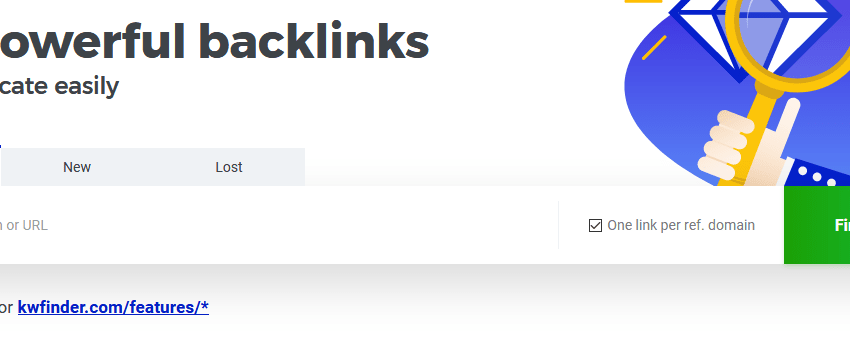 owerful backlinks
cate easily
New Lost
or URL
One link per ref. domain
Fi
or kwfinder.com/features/*